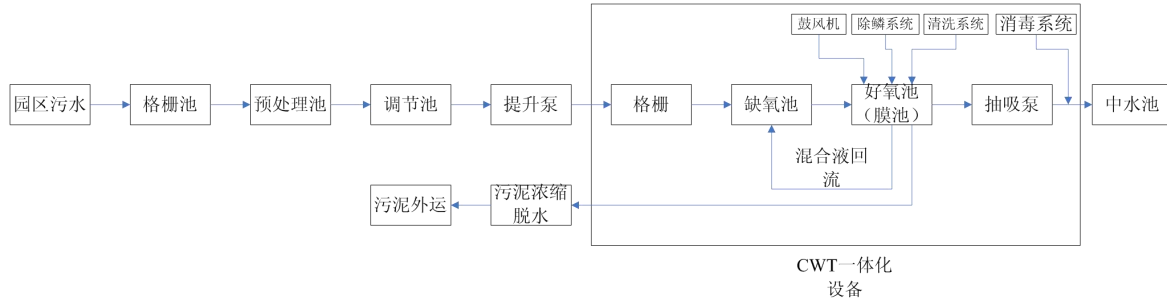 鼓风机
除鳞系统
清洗系统
消毒系统
园区污水
格栅池
预处理池
调节池
提升泵
格栅
缺氧池
好氧池
（膜池）
抽吸泵
中水池
混合液回
流
污泥外运
污泥浓缩
脱水
CWT一体化
设备